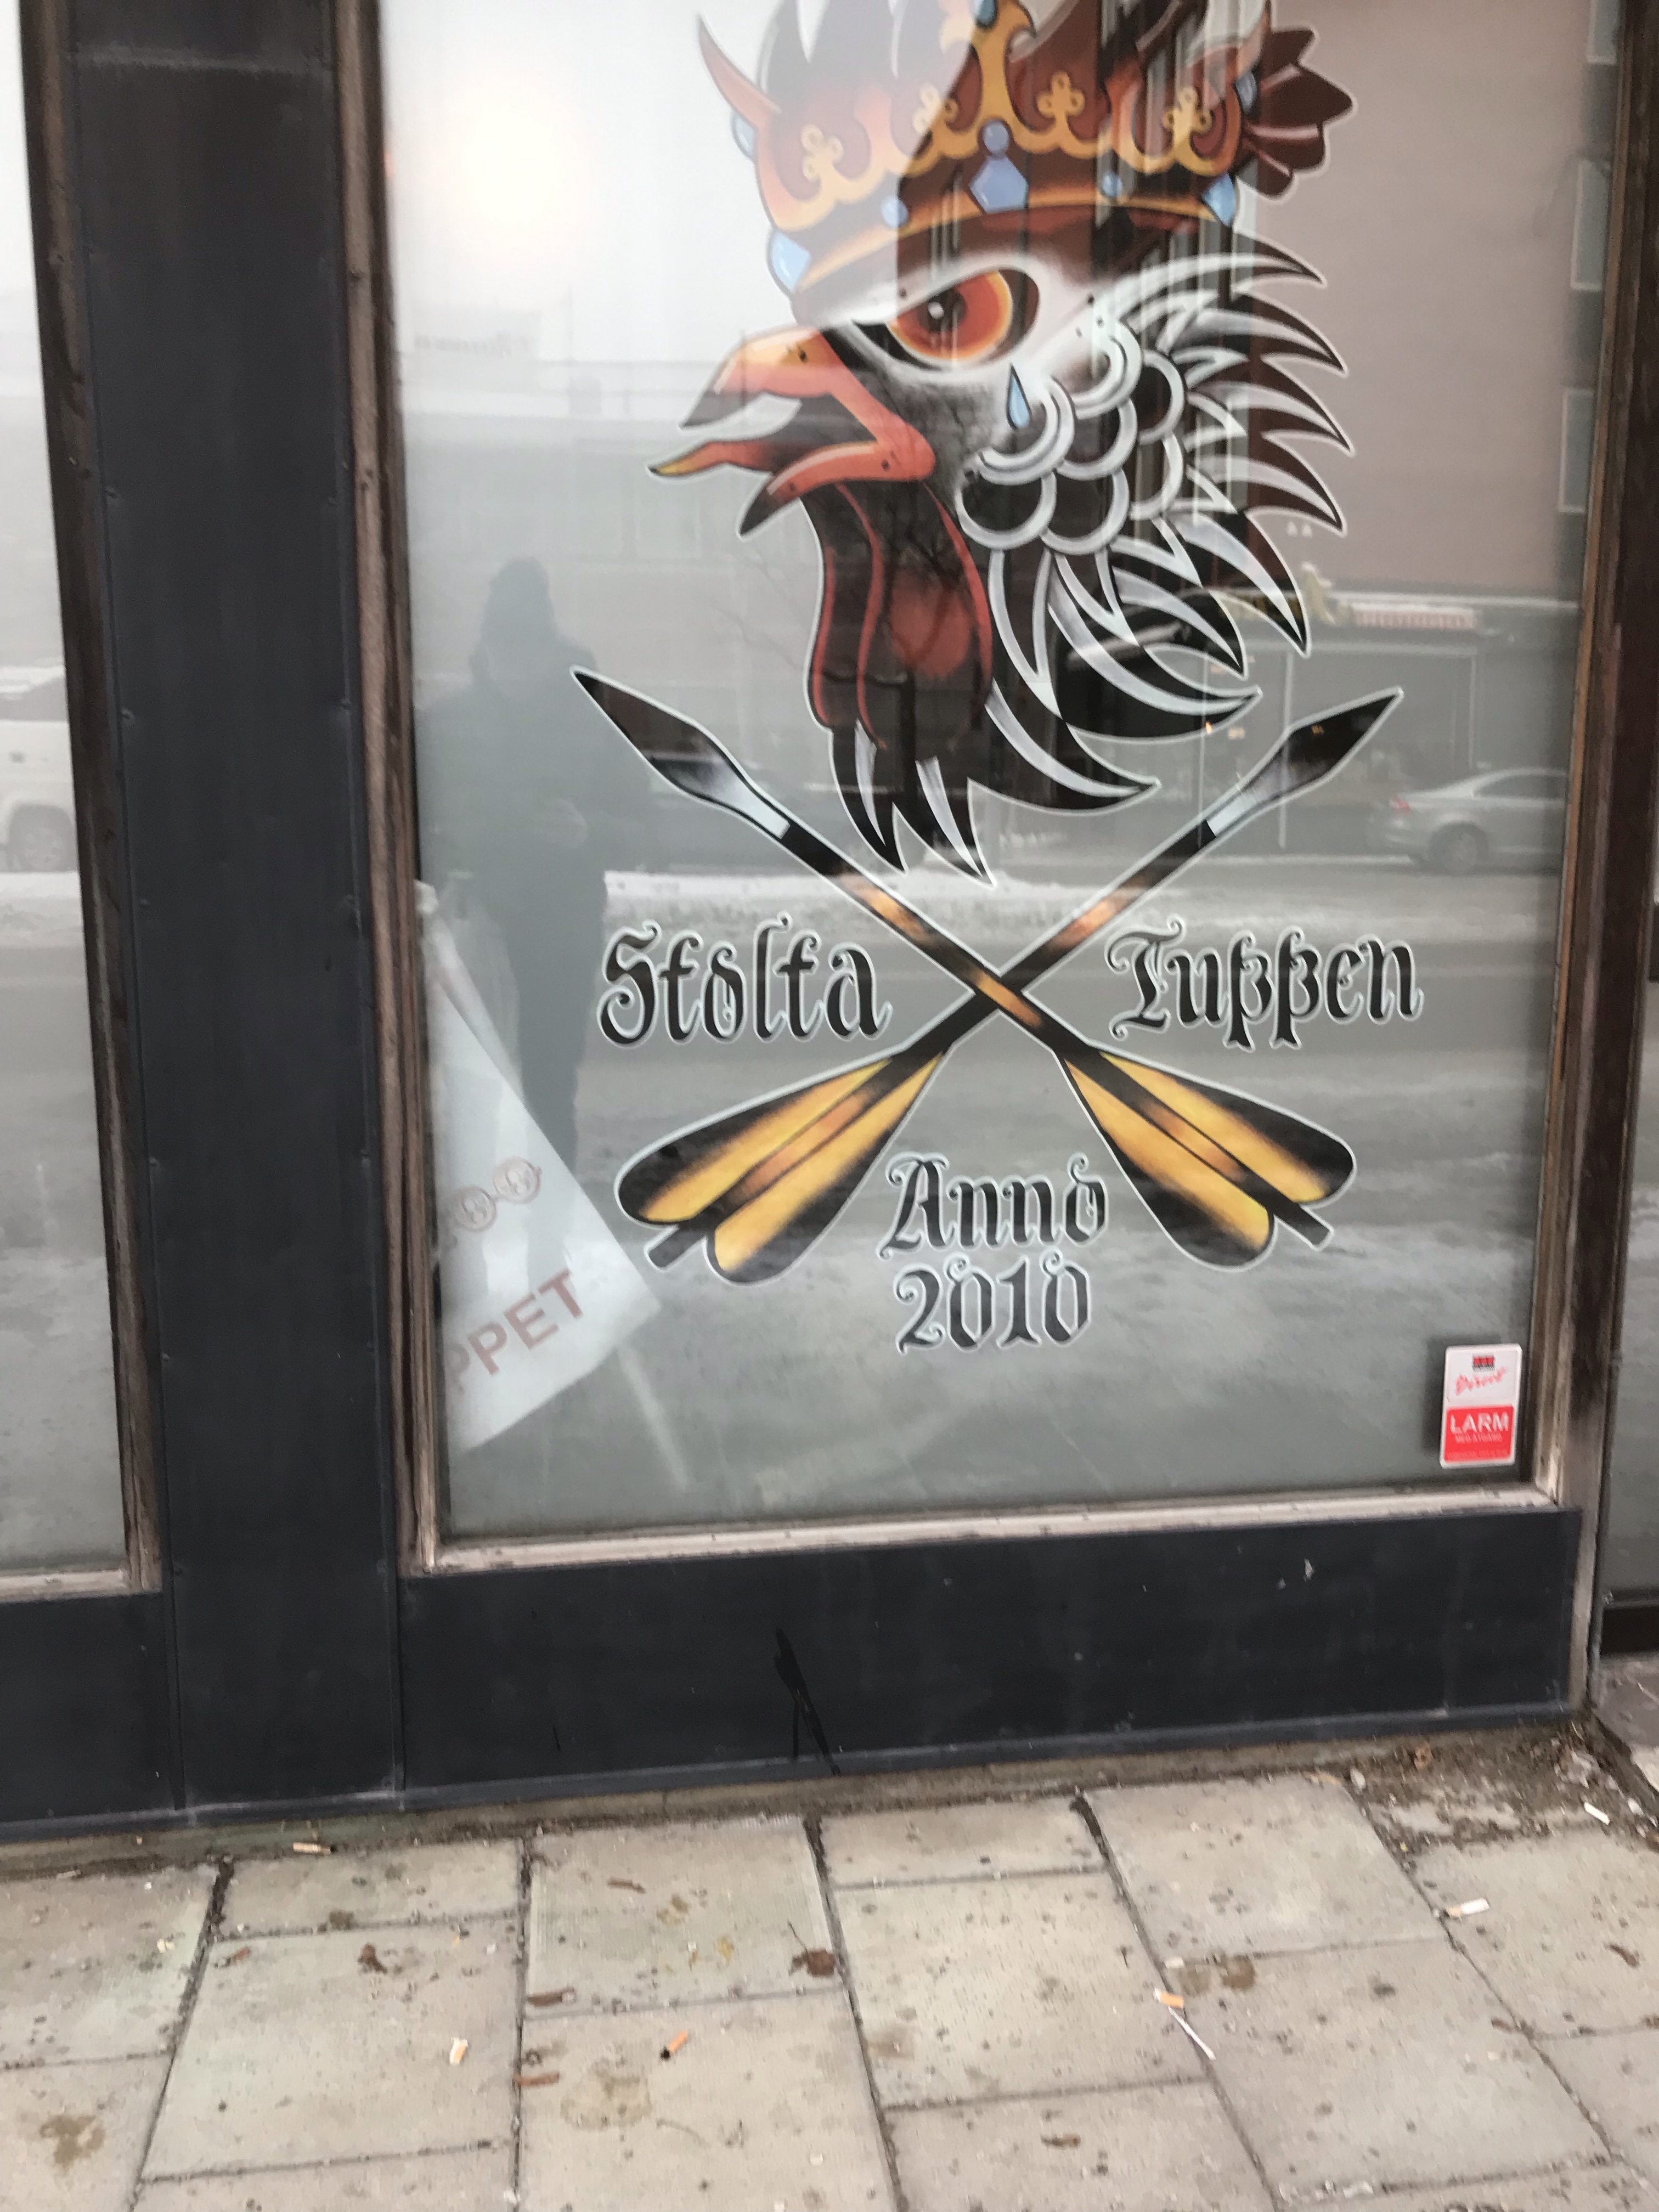 Stolta Tuppen
Anno
2010
PPET
LARM